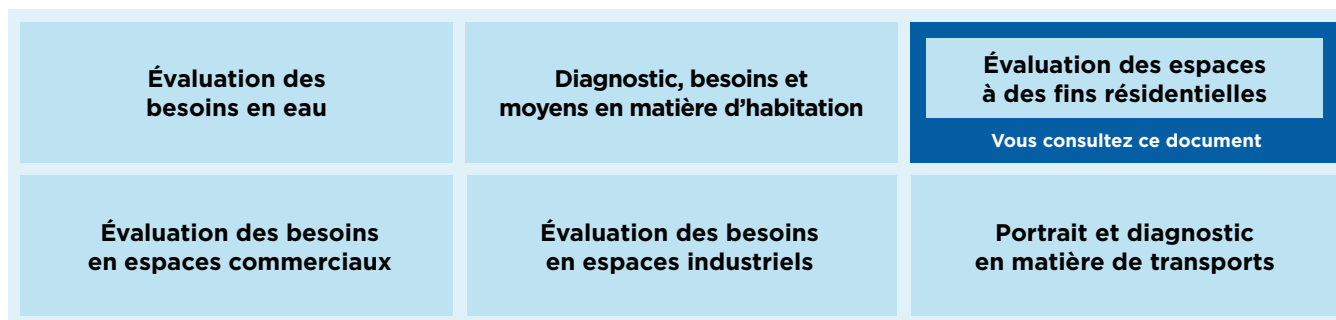 Évaluation des
besoins en eau
Diagnostic, besoins et
moyens en matière d'habitation
Évaluation des espaces
à des fins résidentielles
Vous consultez ce document
Évaluation des besoins
en espaces commerciaux
Évaluation des besoins
en espaces industriels
Portrait et diagnostic
en matière de transports